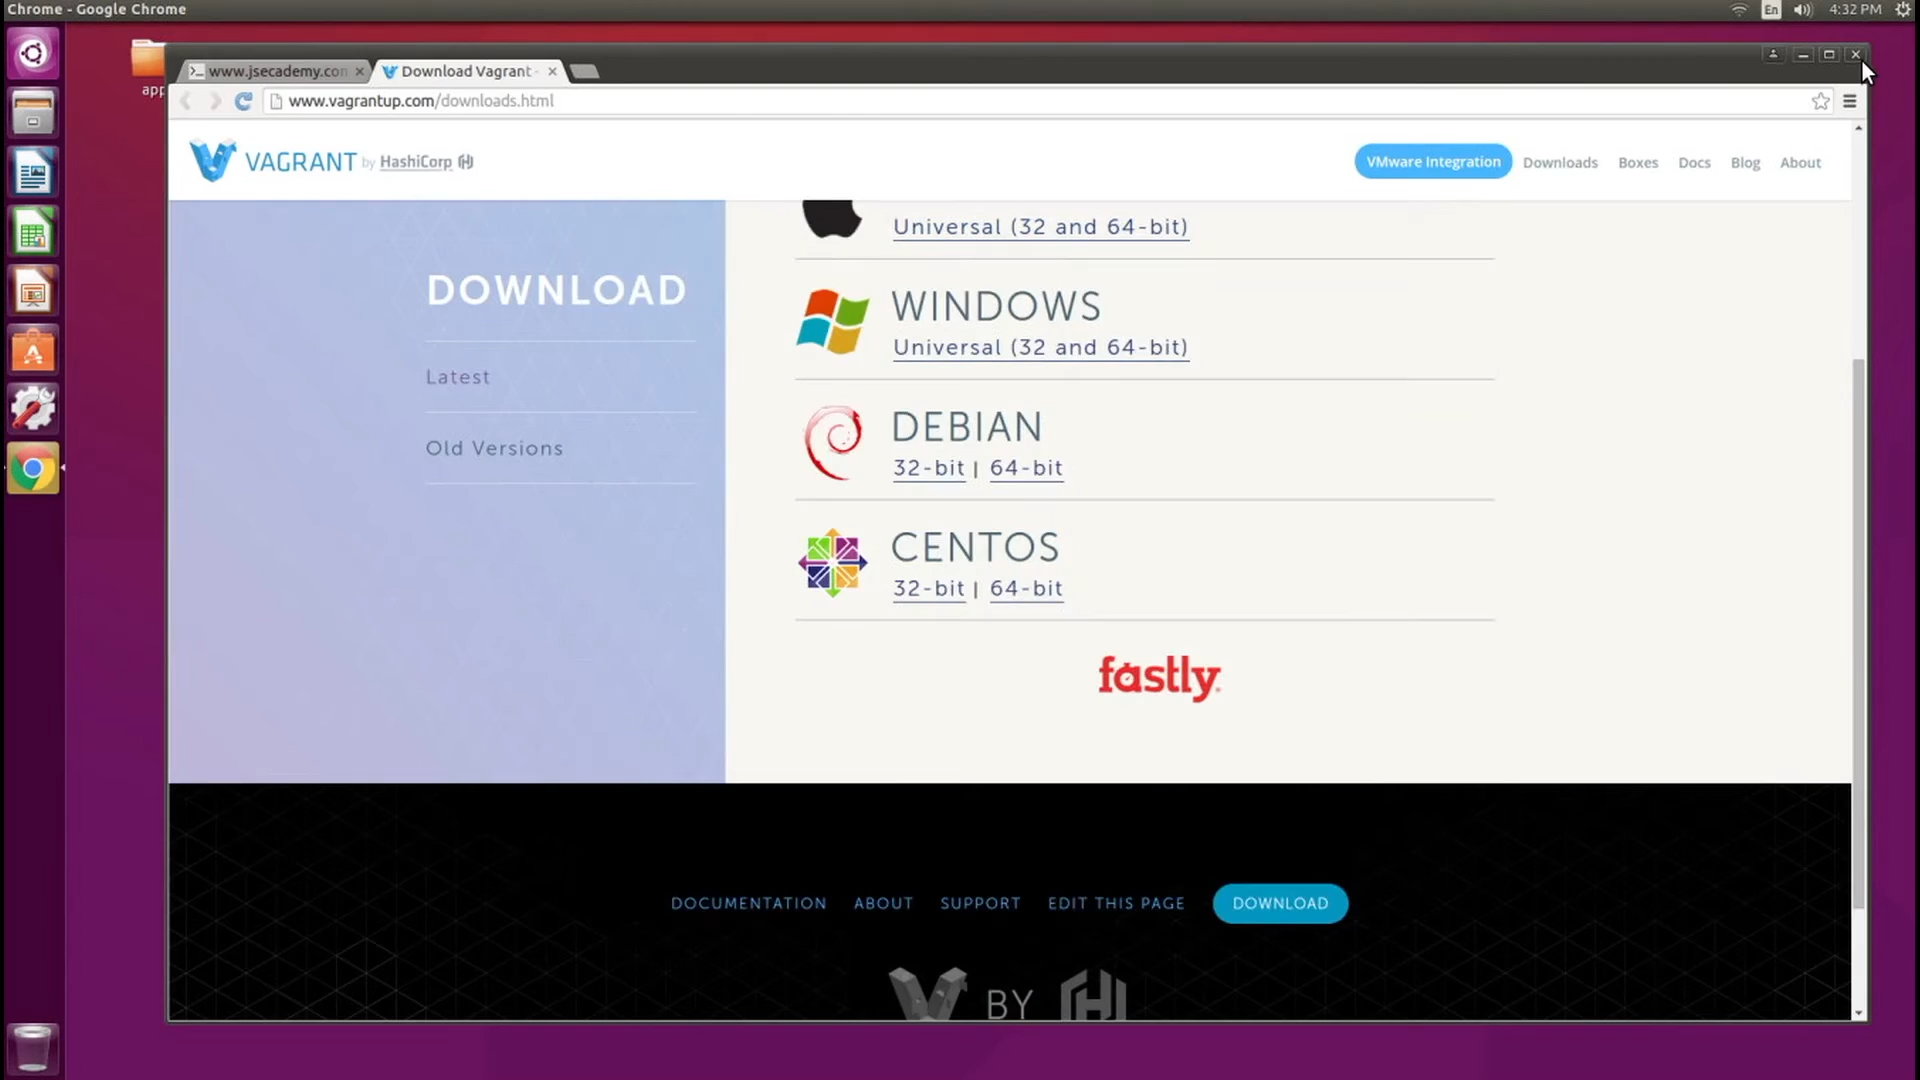 Chrome - Google Chrome
En
4:32 PM
app
www.jsecademy.con
Download Vagrant -
www.vagrantup.com/downloads.html
VAGRANT by HashiCorp
VMware Integration
Downloads
Boxes
Docs
Blog
About
DOWNLOAD
Latest
Old Versions
Universal (32 and 64-bit)
WINDOWS
Universal (32 and 64-bit)
DEBIAN
32-bit | 64-bit
CENTOS
32-bit | 64-bit
fastly
DOCUMENTATION ABOUT SUPPORT EDIT THIS PAGE DOWNLOAD
BY